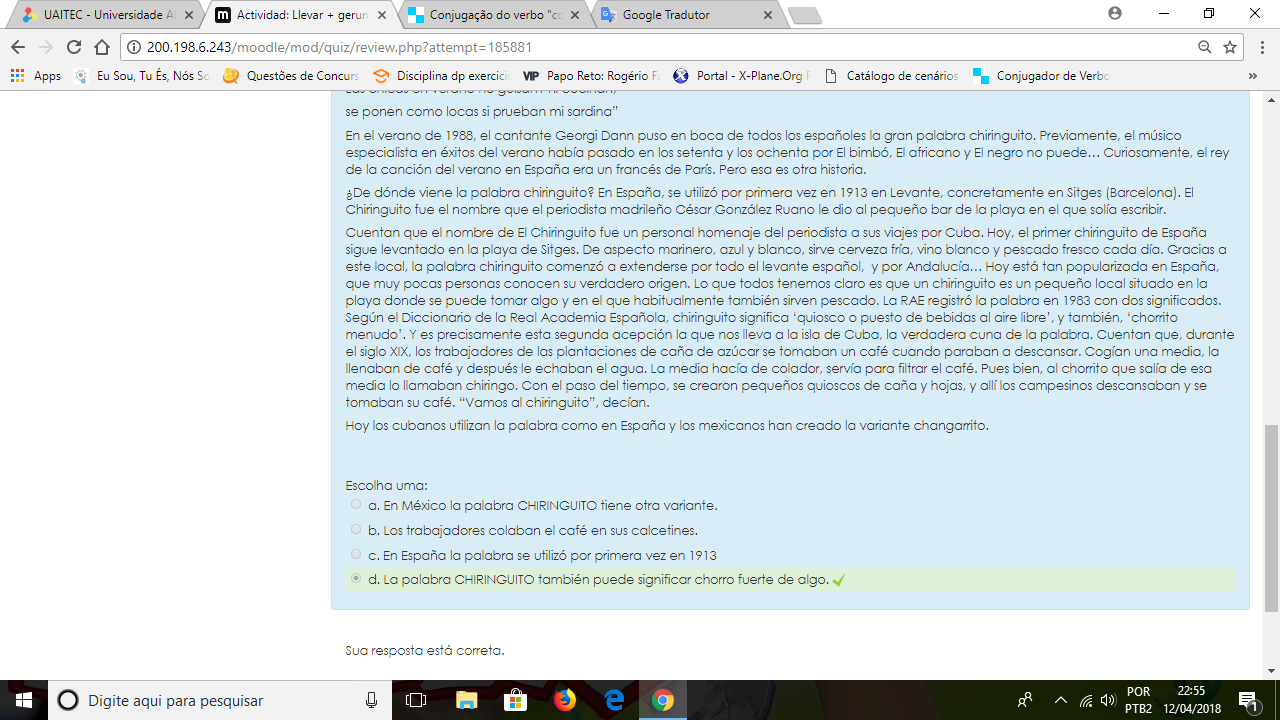 UAITEC - Universidade A
Actividad: Llevar + gerun
Conjugação do verbo "co
Google Tradutor
200.198.6.243/moodle/mod/quiz/review.php?attempt=185881
Apps
Eu Sou, Tu És, Nós So
Questões de Concurs
Disciplina dp exercici
VIP Papo Reto: Rogério F
Portal - X-Plane.Org F
Catálogo de cenários
Conjugador de Verbo
»
se ponen como locas si prueban mi sardina”
En el verano de 1988, el cantante Georgi Dann puso en boca de todos los españoles la gran palabra chiringuito. Previamente, el músico
especialista en éxitos del verano había pasado en los setenta y los ochenta por El bimbó, El africano y El negro no puede… Curiosamente, el rey
de la canción del verano en España era un francés de París. Pero esa es otra historia.
¿De dónde viene la palabra chiringuito? En España, se utilizó por primera vez en 1913 en Levante, concretamente en Sitges (Barcelona). El
Chiringuito fue el nombre que el periodista madrileño César González Ruano le dio al pequeño bar de la playa en el que solía escribir.
Cuentan que el nombre de El Chiringuito fue un personal homenaje del periodista a sus viajes por Cuba. Hoy, el primer chiringuito de España
sigue levantado en la playa de Sitges. De aspecto marinero, azul y blanco, sirve cerveza fría, vino blanco y pescado fresco cada día. Gracias a
este local, la palabra chiringuito comenzó a extenderse por todo el levante español, y por Andalucía… Hoy está tan popularizada en España,
que muy pocas personas conocen su verdadero origen. Lo que todos tenemos claro es que un chiringuito es un pequeño local situado en la
playa donde se puede tomar algo y en el que habitualmente también sirven pescado. La RAE registró la palabra en 1983 con dos significados.
Según el Diccionario de la Real Academia Española, chiringuito significa ‘quiosco o puesto de bebidas al aire libre’, y también, ‘chorrito
menudo’. Y es precisamente esta segunda acepción la que nos lleva a la isla de Cuba, la verdadera cuna de la palabra. Cuentan que, durante
el siglo XIX, los trabajadores de las plantaciones de caña de azúcar se tomaban un café cuando paraban a descansar. Cogían una media, la
llenaban de café y después le echaban el agua. La media hacía de colador, servía para filtrar el café. Pues bien, al chorrito que salía de esa
media lo llamaban chiringo. Con el paso del tiempo, se crearon pequeños quioscos de caña y hojas, y allí los campesinos descansaban y se
tomaban su café. “Vamos al chiringuito”, decían.
Hoy los cubanos utilizan la palabra como en España y los mexicanos han creado la variante changarrito.
Escolha uma:
a. En México la palabra CHIRINGUITO tiene otra variante.
b. Los trabajadores colaban el café en sus calcetines.
c. En España la palabra se utilizó por primera vez en 1913
d. La palabra CHIRINGUITO también puede significar chorro fuerte de algo.
Sua resposta está correta.
Digite aqui para pesquisar
POR
PTB2
22:55
12/04/2018
1